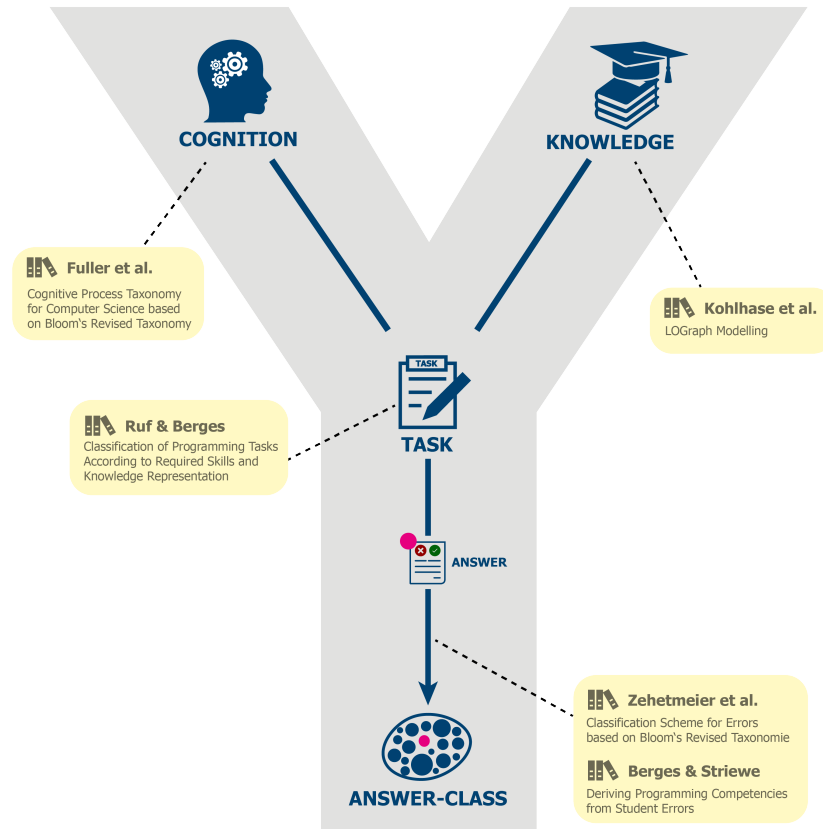 COGNITION
KNOWLEDGE
Fuller et al.
Cognitive Process Taxonomy
for Computer Science based
on Bloom‘s Revised Taxonomy
Kohlhase et al.
LOGraph Modelling
TASK
TASK
Ruf & Berges
Classification of Programming Tasks
According to Required Skills and
Knowledge Representation
ANSWER
Zehetmeier et al.
Classification Scheme for Errors
based on Bloom‘s Revised Taxonomie
Berges & Striewe
Deriving Programming Competencies
from Student Errors
ANSWER-CLASS